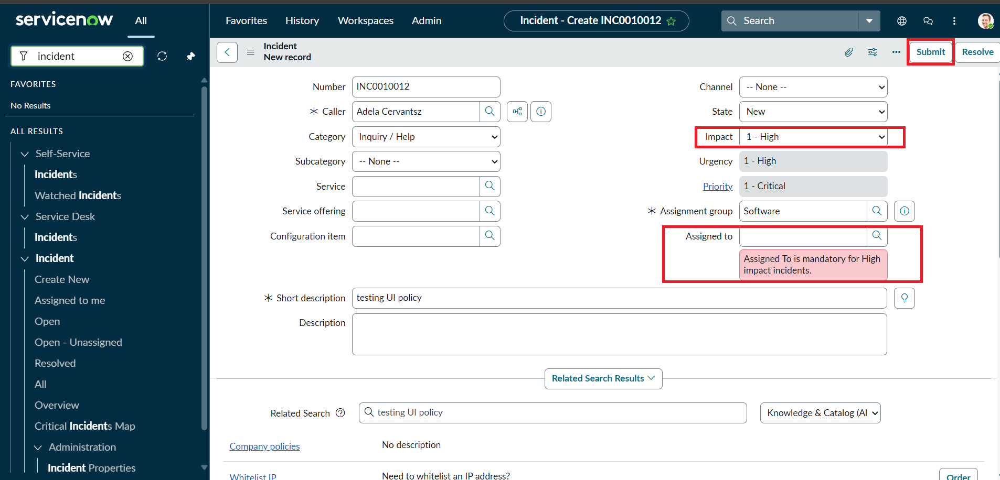 servicenow
All
Favorites
History
Workspaces
Admin
Incident - Create INC0010012
Search
incident
Incident
New record
Submit
Resolve
FAVORITES
No Results
ALL RESULTS
Self-Service
Incidents
Watched Incidents
Service Desk
Incidents
Incident
Create New
Assigned to me
Open
Open - Unassigned
Resolved
All
Overview
Critical Incidents Map
Administration
Incident Properties
Number INC0010012
Caller Adela Cervantsz
Category Inquiry / Help
Subcategory -- None --
Service
Service offering
Configuration item
Channel -- None --
State New
Impact 1 - High
Urgency 1 - High
Priority 1 - Critical
Assignment group Software
Assigned to
Assigned To is mandatory for High
impact incidents.
Short description testing UI policy
Description
Related Search Results
Related Search testing UI policy
Knowledge & Catalog (Al
Company policies No description
Whitelist IP Need to whitelist an IP address?
Order